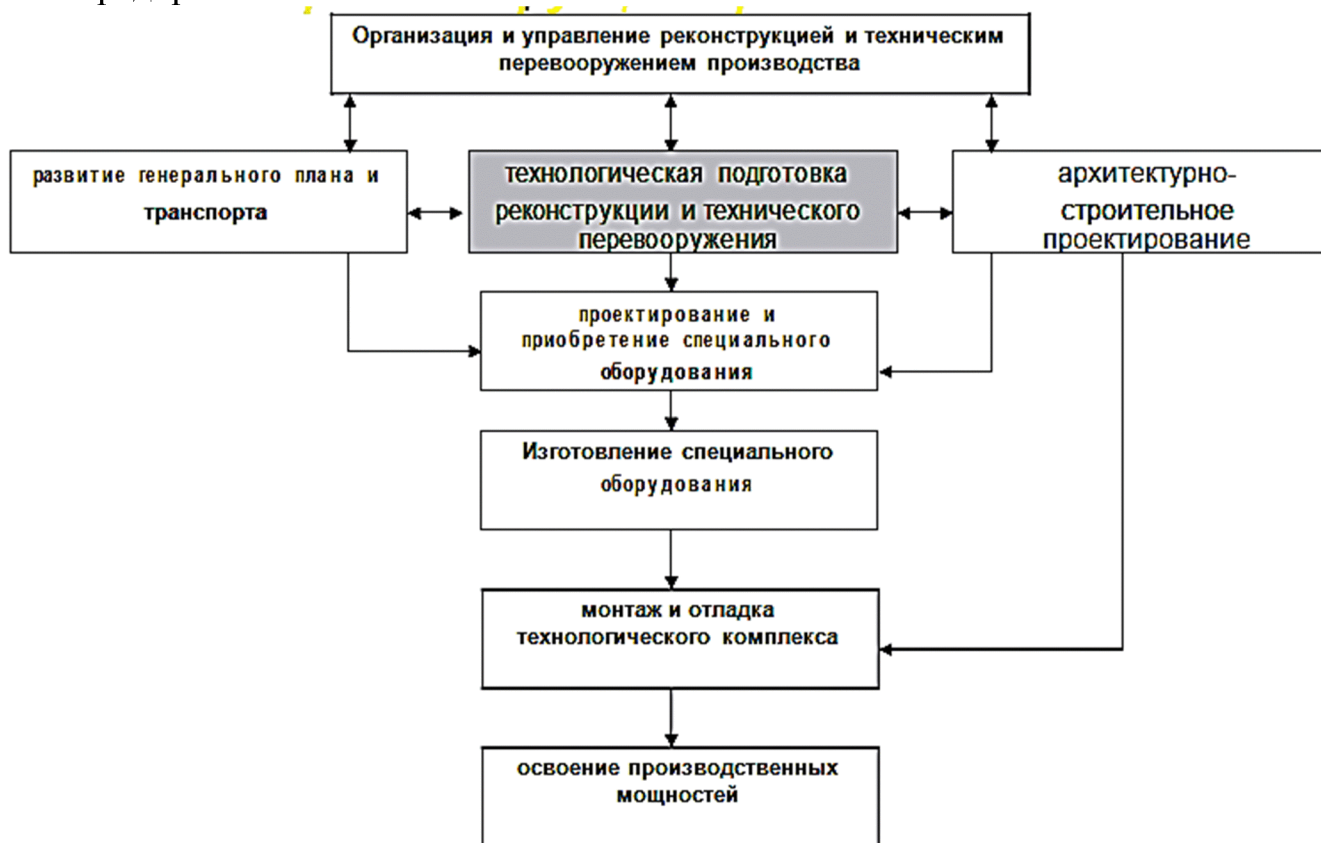 Организация и управление реконструкцией и техническим
перевооружением производства
развитие генерального плана и
транспорта
технологическая подготовка
реконструкции и технического
перевооружения
архитектурно-
строительное
проектирование
проектирование и
приобретение специального
оборудования
Изготовление специального
оборудования
монтаж и отладка
технологического комплекса
освоение производственных
мощностей